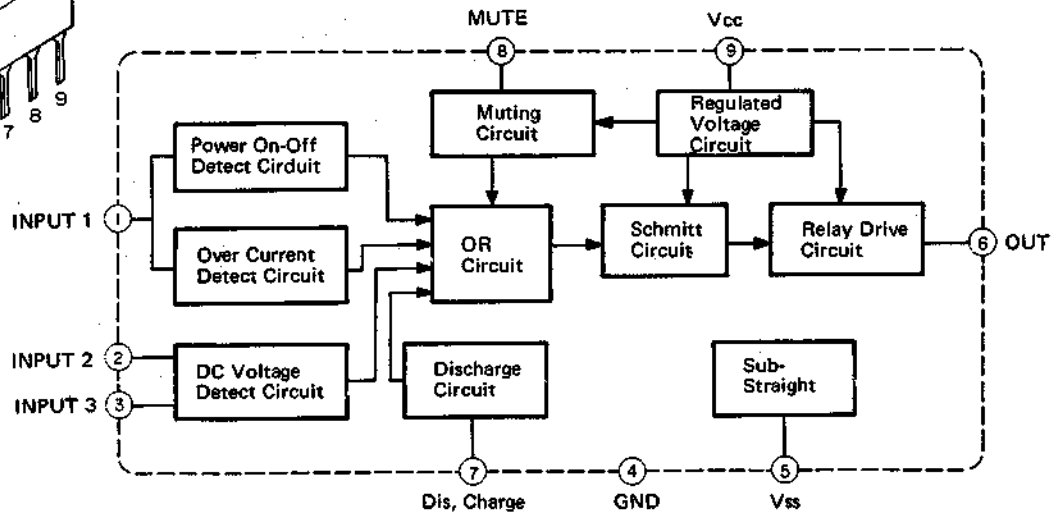 MUTE
Vcc
8
9
7
8
9
Muting
Circuit
Regulated
Voltage
Circuit
Power On-Off
Detect Cirduit
INPUT 1
1
Over Current
Detect Circuit
OR
Circuit
Schmitt
Circuit
Relay Drive
Circuit
6
OUT
INPUT 2
2
INPUT 3
3
DC Voltage
Detect Circuit
Discharge
Circuit
Sub-
Straight
7
4
5
Dis, Charge
GND
Vss